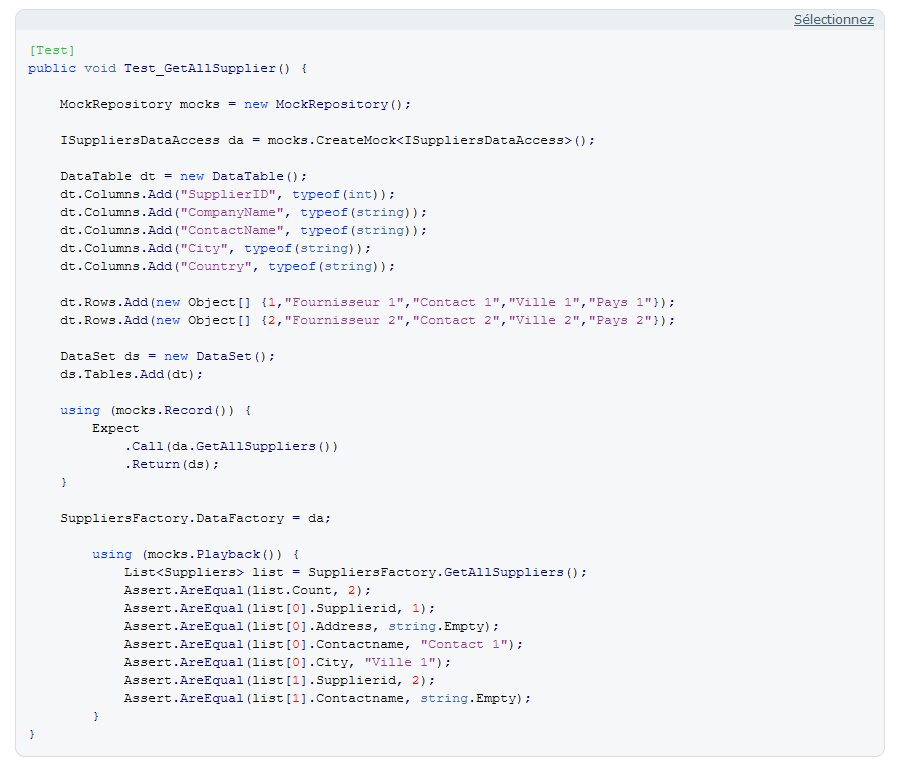 Sélectionnez
[Test]
public void Test_GetAllSupplier() {
MockRepository mocks = new MockRepository();
ISuppliersDataAccess da = mocks.CreateMock<ISuppliersDataAccess>();
DataTable dt = new DataTable();
dt.Columns.Add("SupplierID", typeof(int));
dt.Columns.Add("CompanyName", typeof(string));
dt.Columns.Add("ContactName", typeof(string));
dt.Columns.Add("City", typeof(string));
dt.Columns.Add("Country", typeof(string));
dt.Rows.Add(new Object[] {1,"Fournisseur 1","Contact 1","Ville 1","Pays 1"});
dt.Rows.Add(new Object[] {2,"Fournisseur 2","Contact 2","Ville 2","Pays 2"});
DataSet ds = new DataSet();
ds.Tables.Add(dt);
using (mocks.Record()) {
Expect
.Call(da.GetAllSuppliers())
.Return(ds);
}
SuppliersFactory.DataFactory = da;
using (mocks.Playback()) {
List<Suppliers> list = SuppliersFactory.GetAllSuppliers();
Assert.AreEqual(list.Count, 2);
Assert.AreEqual(list[0].Supplierid, 1);
Assert.AreEqual(list[0].Address, string.Empty);
Assert.AreEqual(list[0].Contactname, "Contact 1");
Assert.AreEqual(list[0].City, "Ville 1");
Assert.AreEqual(list[1].Supplierid, 2);
Assert.AreEqual(list[1].Contactname, string.Empty);
}
}